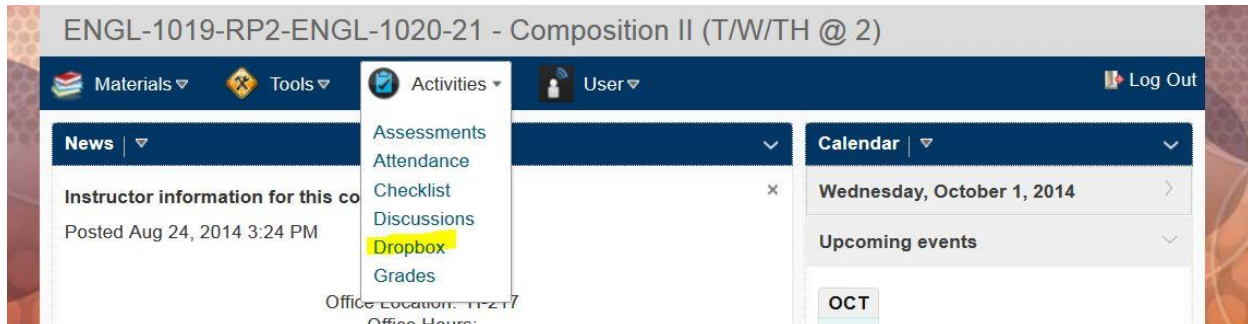 ENGL-1019-RP2-ENGL-1020-21 - Composition II (T/W/TH @ 2)
Materials Tools Activities User Log Out
News
Assessments
Attendance
Checklist
Discussions
Dropbox
Grades
Instructor information for this co
Posted Aug 24, 2014 3:24 PM
Office Location:
Office Hours:
Calendar
Wednesday, October 1, 2014
Upcoming events
OCT